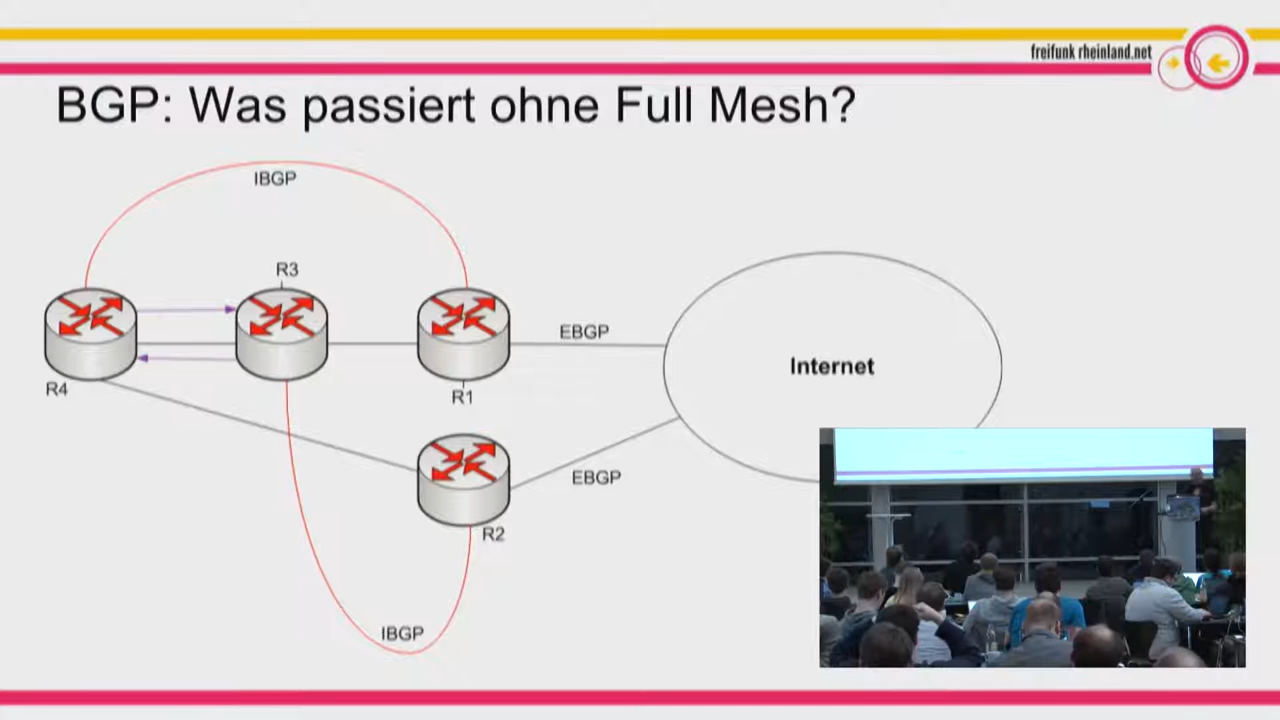 freifunk rheinland.net
BGP: Was passiert ohne Full Mesh?
IBGP
R3
EBGP
Internet
R4
R1
EBGP
R2
IBGP